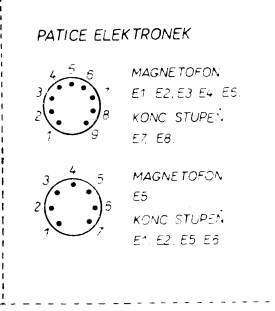 PATICE ELEKTRONEK
4 5 6
3 7
2 8
1 9
MAGNETOFON
E1 E2, E3 E4 E6.
KONC STUPEŇ
E7 E8.
4
3 5
2 6
1 7
MAGNETOFON
E5
KONC STUPEŇ
E1. E2. E5 E6